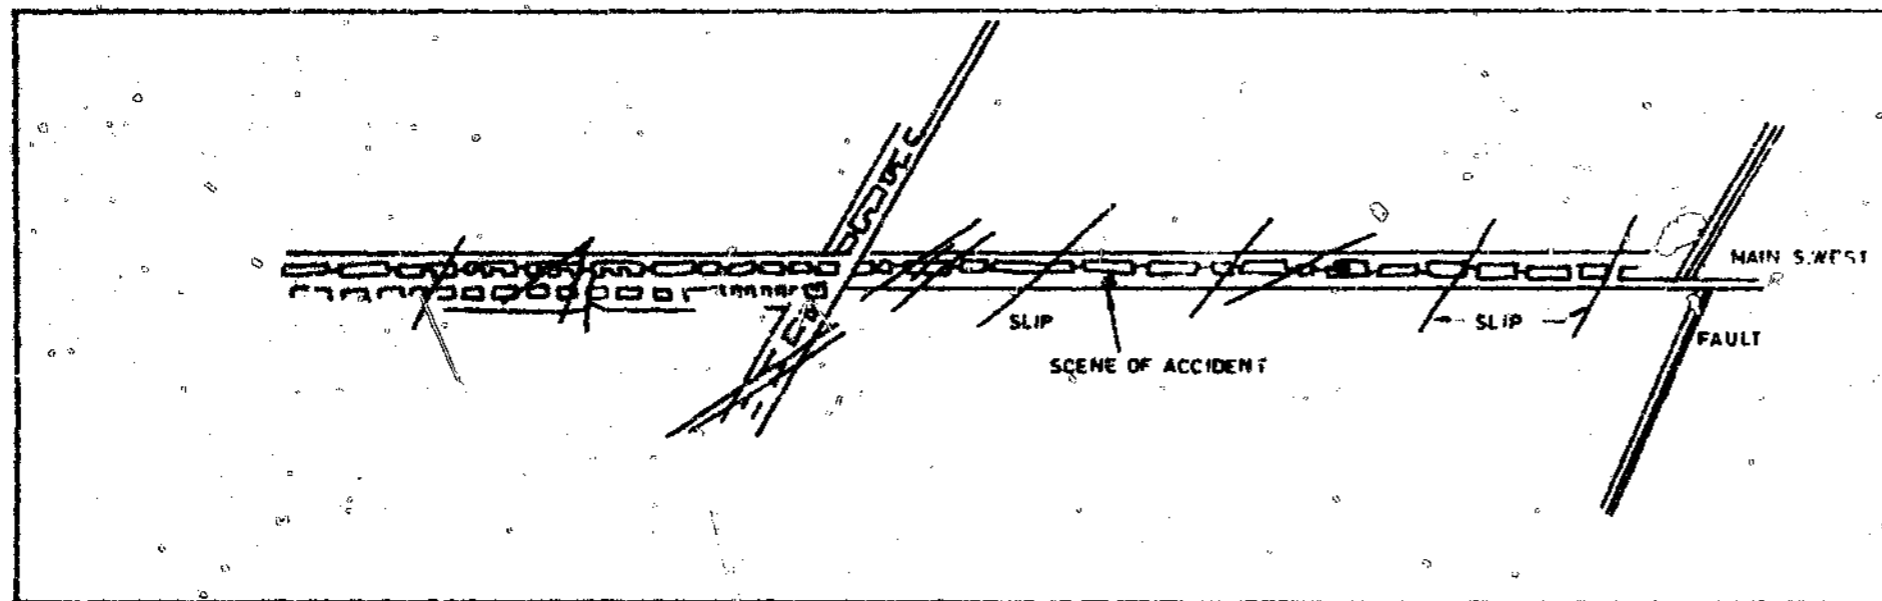 MAIN S.WEST
SLIP
SLIP
FAULT
SCENE OF ACCIDENT